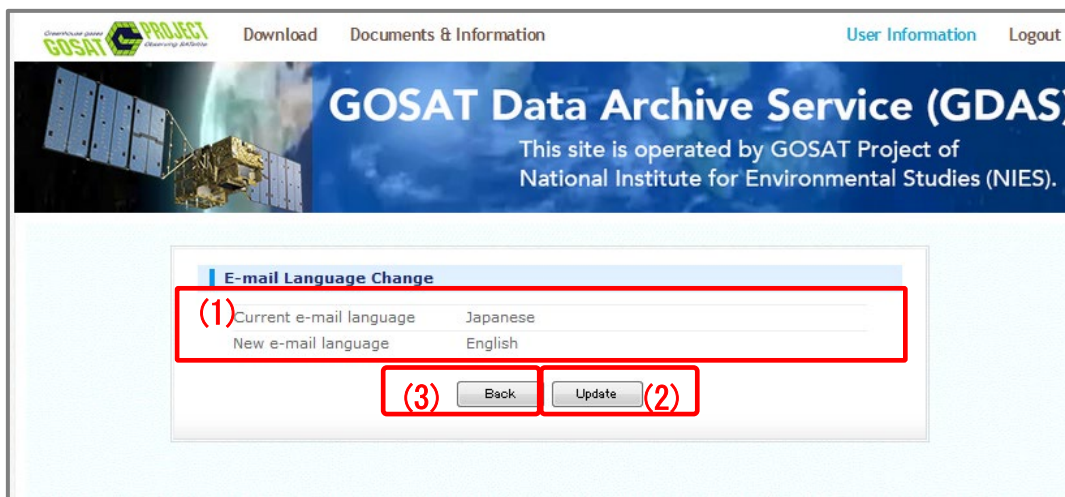 Greenhouse gases
GOSAT PROJECT
Observing SATellite
Download Documents & Information User Information Logout
GOSAT Data Archive Service (GDAS)
This site is operated by GOSAT Project of
National Institute for Environmental Studies (NIES).
E-mail Language Change
(1)
Current e-mail language Japanese
New e-mail language English
(3) Back Update (2)